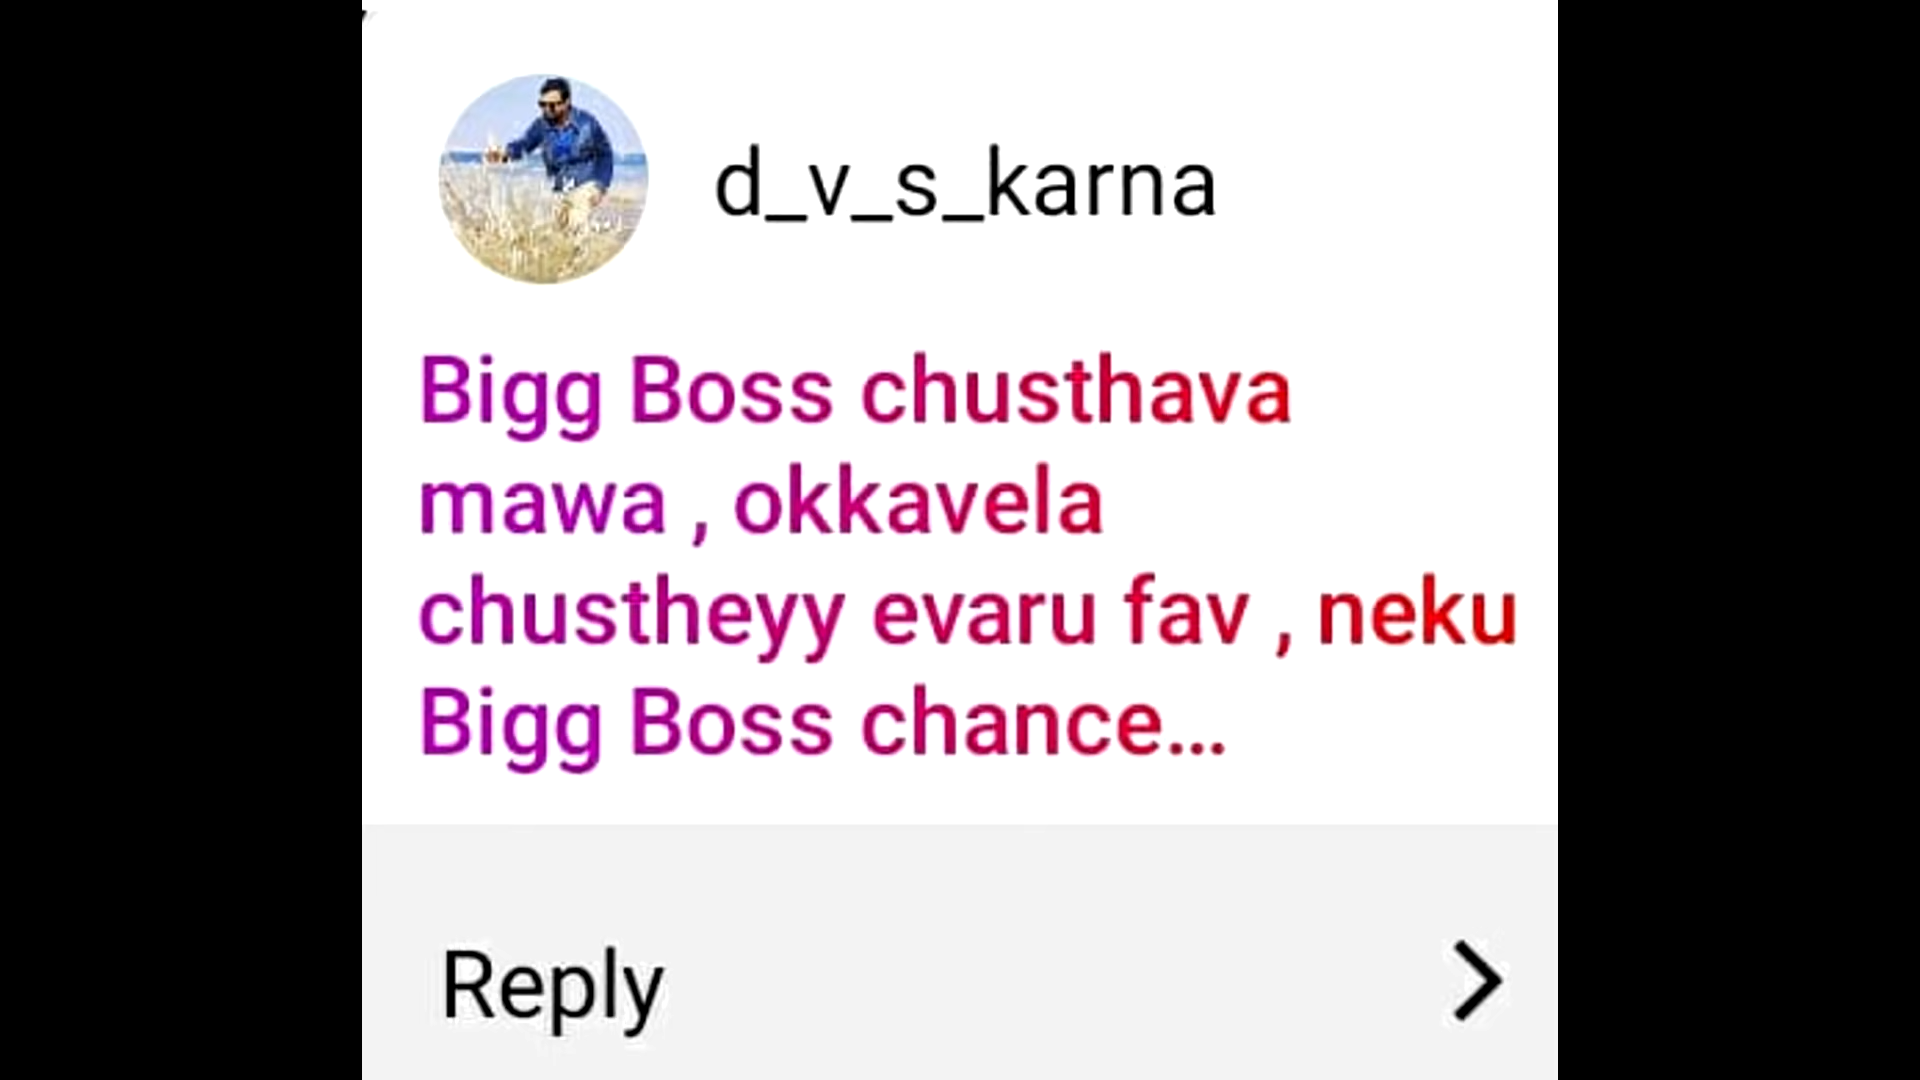 d_v_s_karna
Bigg Boss chusthava
mawa , okkavela
chustheyy evaru fav , neku
Bigg Boss chance...
Reply